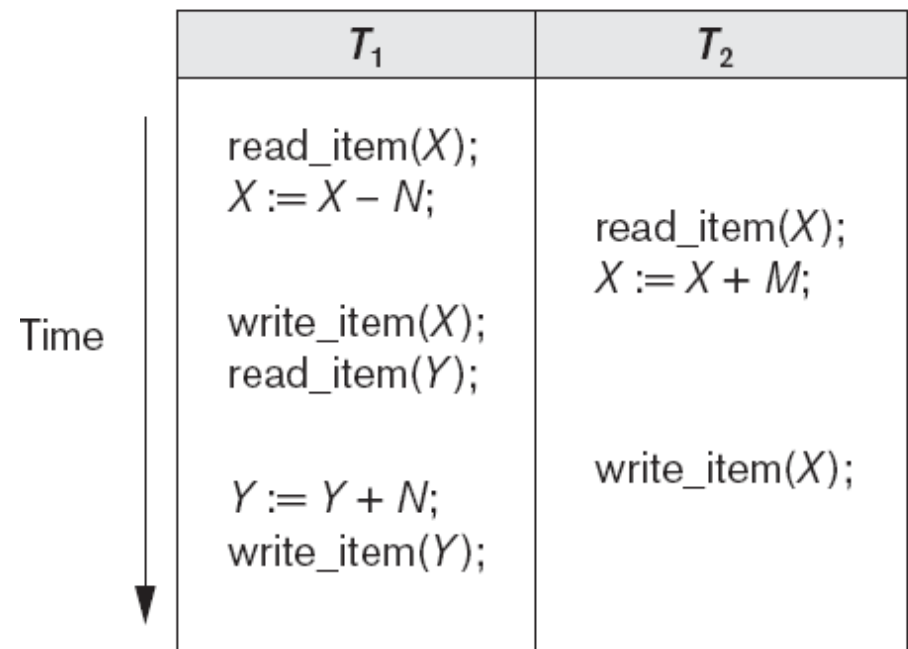 T₁ T₂
read_item(X);
X := X – N;
read_item(X);
X := X + M;
Time
write_item(X);
read_item(Y);
write_item(X);
Y := Y + N;
write_item(Y);